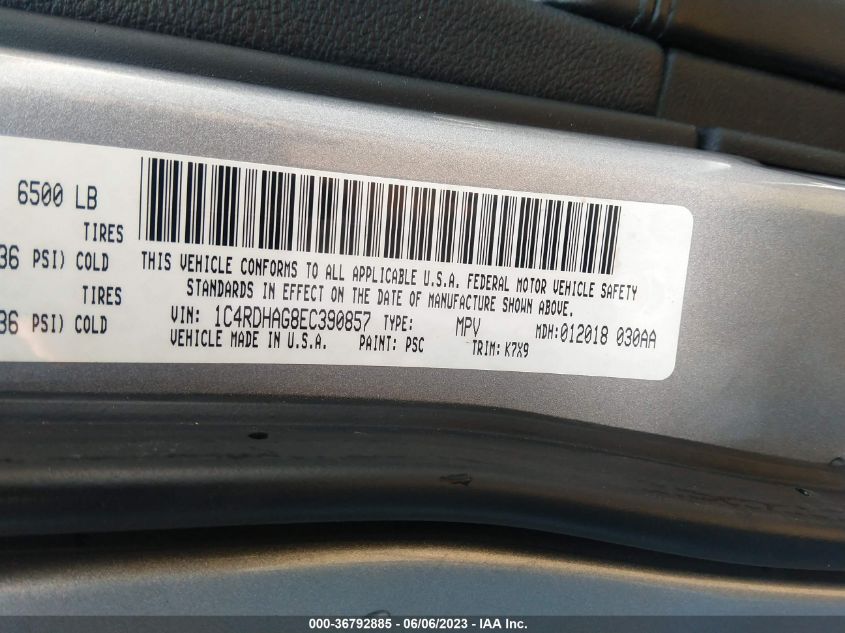 6500 LB
TIRES
36 PSI) COLD
TIRES
36 PSI) COLD
THIS VEHICLE CONFORMS TO ALL APPLICABLE U.S.A. FEDERAL MOTOR VEHICLE SAFETY
STANDARDS IN EFFECT ON THE DATE OF MANUFACTURE SHOWN ABOVE.
VIN: 1C4RDHAG8EC390857 TYPE: MPV MDH:012018 030AA
VEHICLE MADE IN U.S.A. PAINT: PSC TRIM: K7X9
000-36792885 - 06/06/2023 - IAA Inc.